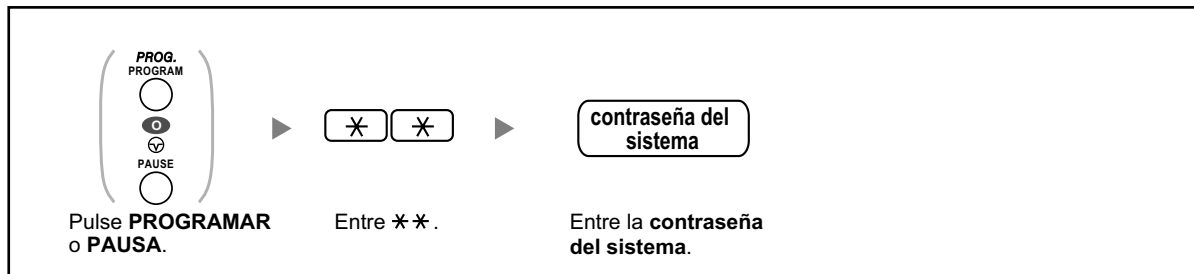 PROG.
PROGRAM
O
PAUSE
✳ ✳
contraseña del
sistema
Pulse PROGRAMAR
o PAUSA.
Entre ✳✳.
Entre la contraseña
del sistema.